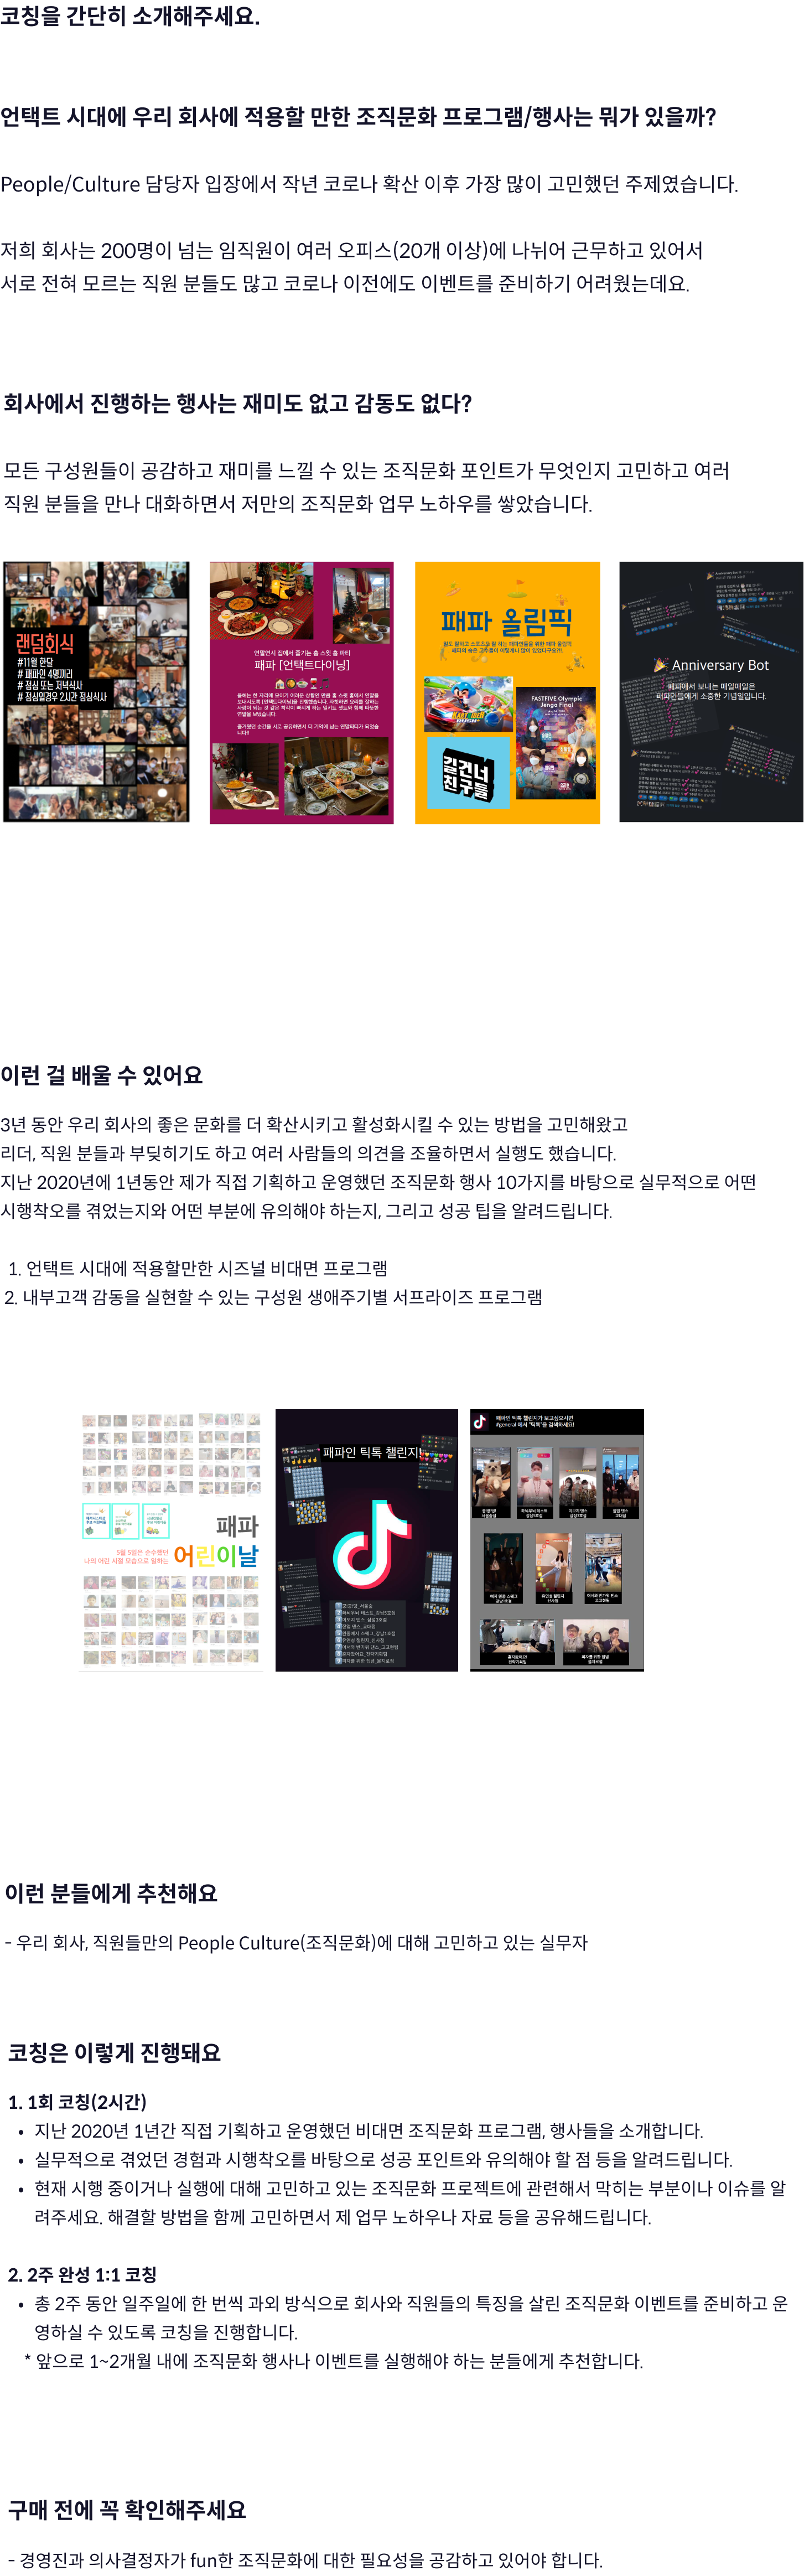 코칭을 간단히 소개해주세요.
언택트 시대에 우리 회사에 적용할 만한 조직문화 프로그램/행사는 뭐가 있을까?
People/Culture 담당자 입장에서 작년 코로나 확산 이후 가장 많이 고민했던 주제였습니다.
저희 회사는 200명이 넘는 임직원이 여러 오피스(20개 이상)에 나뉘어 근무하고 있어서
서로 전혀 모르는 직원 분들도 많고 코로나 이전에도 이벤트를 준비하기 어려웠는데요.
회사에서 진행하는 행사는 재미도 없고 감동도 없다?
모든 구성원들이 공감하고 재미를 느낄 수 있는 조직문화 포인트가 무엇인지 고민하고 여러
직원 분들을 만나 대화하면서 저만의 조직문화 업무 노하우를 쌓았습니다.
랜덤회식
#11월 한달
# 패파인 4명끼리
# 점심 또는 저녁식사
# 점심일경우 2시간 점심식사
연말연시 집에서 즐기는 홈 스윗 홈 파티
패파 [언택트다이닝]
패파 올림픽
FASTFIVE Olympic
Jenga Final
길건너
친구들
Anniversary Bot
패파에서 보내는 매일매일은
패파인들에게 소중한 기념일입니다.
이런 걸 배울 수 있어요
3년 동안 우리 회사의 좋은 문화를 더 확산시키고 활성화시킬 수 있는 방법을 고민해왔고
리더, 직원 분들과 부딪히기도 하고 여러 사람들의 의견을 조율하면서 실행도 했습니다.
지난 2020년에 1년동안 제가 직접 기획하고 운영했던 조직문화 행사 10가지를 바탕으로 실무적으로 어떤
시행착오를 겪었는지와 어떤 부분에 유의해야 하는지, 그리고 성공 팁을 알려드립니다.
1. 언택트 시대에 적용할만한 시즈널 비대면 프로그램
2. 내부고객 감동을 실현할 수 있는 구성원 생애주기별 서프라이즈 프로그램
패파
5월 5일은 순수했던
나의 어린 시절 모습으로 일하는
어린이날
패파인 틱톡 챌린지!
패파인 틱톡 챌린지가 보고싶으시면
#general 에서 "틱톡"을 검색하세요!
이런 분들에게 추천해요
- 우리 회사, 직원들만의 People Culture(조직문화)에 대해 고민하고 있는 실무자
코칭은 이렇게 진행돼요
1. 1회 코칭(2시간)
• 지난 2020년 1년간 직접 기획하고 운영했던 비대면 조직문화 프로그램, 행사들을 소개합니다.
• 실무적으로 겪었던 경험과 시행착오를 바탕으로 성공 포인트와 유의해야 할 점 등을 알려드립니다.
• 현재 시행 중이거나 실행에 대해 고민하고 있는 조직문화 프로젝트에 관련해서 막히는 부분이나 이슈를 알
려주세요. 해결할 방법을 함께 고민하면서 제 업무 노하우나 자료 등을 공유해드립니다.
2. 2주 완성 1:1 코칭
• 총 2주 동안 일주일에 한 번씩 과외 방식으로 회사와 직원들의 특징을 살린 조직문화 이벤트를 준비하고 운
영하실 수 있도록 코칭을 진행합니다.
* 앞으로 1~2개월 내에 조직문화 행사나 이벤트를 실행해야 하는 분들에게 추천합니다.
구매 전에 꼭 확인해주세요
- 경영진과 의사결정자가 fun한 조직문화에 대한 필요성을 공감하고 있어야 합니다.